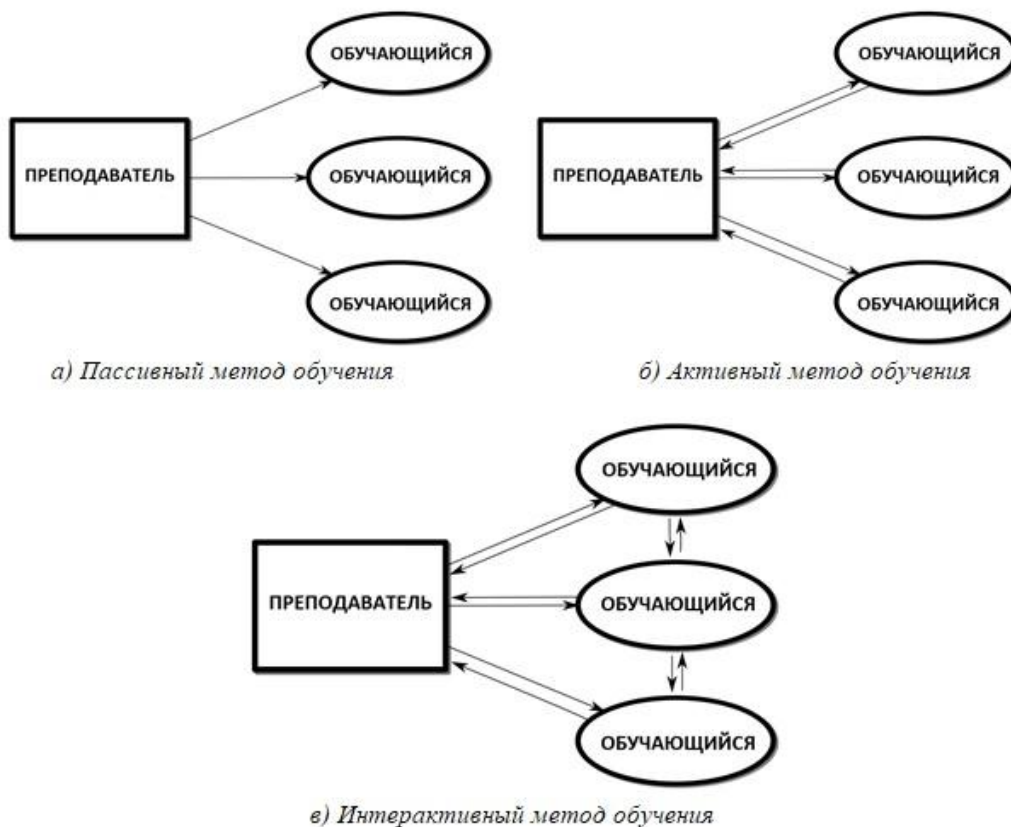 ОБУЧАЮЩИЙСЯ
ПРЕПОДАВАТЕЛЬ
ОБУЧАЮЩИЙСЯ
ОБУЧАЮЩИЙСЯ
а) Пассивный метод обучения
ОБУЧАЮЩИЙСЯ
ПРЕПОДАВАТЕЛЬ
ОБУЧАЮЩИЙСЯ
ОБУЧАЮЩИЙСЯ
б) Активный метод обучения
ОБУЧАЮЩИЙСЯ
ПРЕПОДАВАТЕЛЬ
ОБУЧАЮЩИЙСЯ
ОБУЧАЮЩИЙСЯ
в) Интерактивный метод обучения